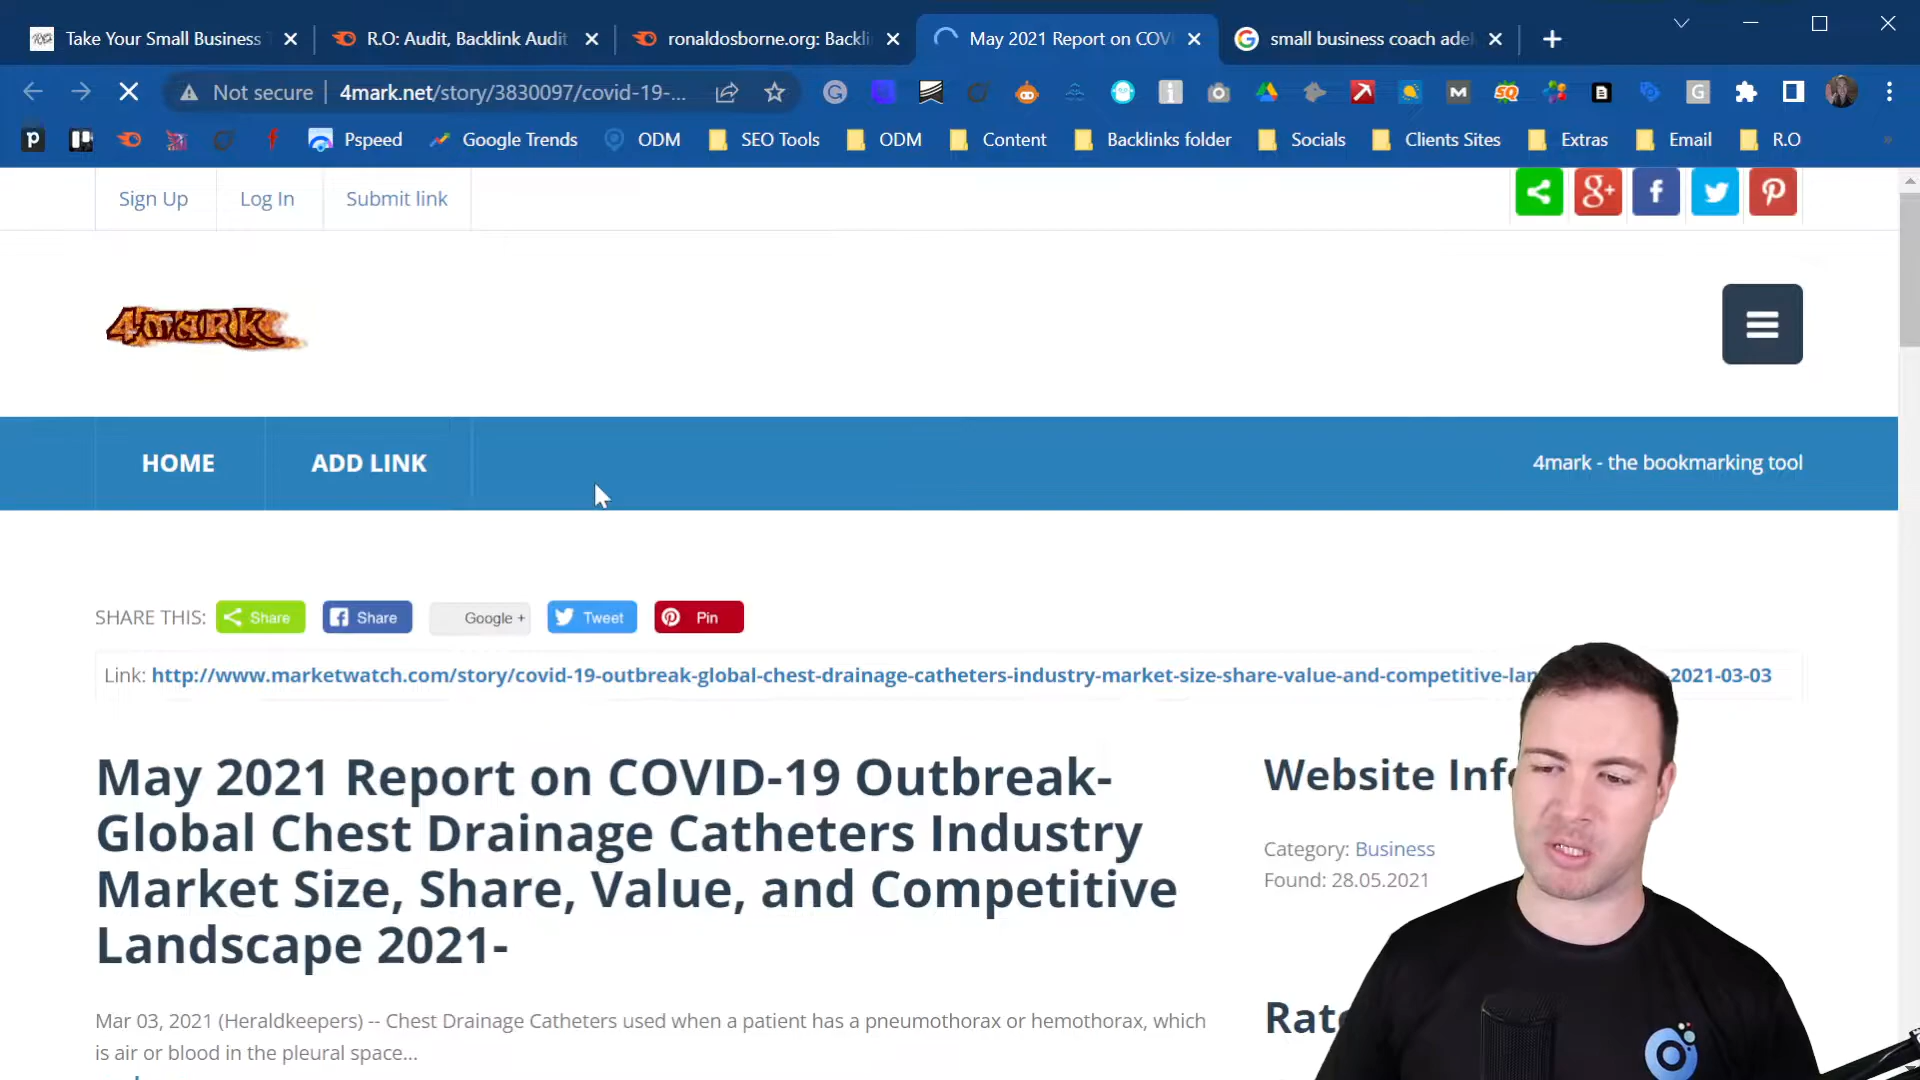 Take Your Small Business
R.O: Audit, Backlink Audit
ronaldosborne.org: Backli
May 2021 Report on COV
small business coach adel
Not secure
4mark.net/story/3830097/covid-19-...
Pspeed
Google Trends
ODM
SEO Tools
ODM
Content
Backlinks folder
Socials
Clients Sites
Extras
Email
R.O
Sign Up
Log In
Submit link
4mark
HOME
ADD LINK
4mark - the bookmarking tool
SHARE THIS:
Share
Share
Google +
Tweet
Pin
Link: http://www.marketwatch.com/story/covid-19-outbreak-global-chest-drainage-catheters-industry-market-size-share-value-and-competitive-lan 2021-03-03
May 2021 Report on COVID-19 Outbreak-
Global Chest Drainage Catheters Industry
Market Size, Share, Value, and Competitive
Landscape 2021-
Website Inf
Category: Business
Found: 28.05.2021
Mar 03, 2021 (Heraldkeepers) -- Chest Drainage Catheters used when a patient has a pneumothorax or hemothorax, which
is air or blood in the pleural space...
Rat